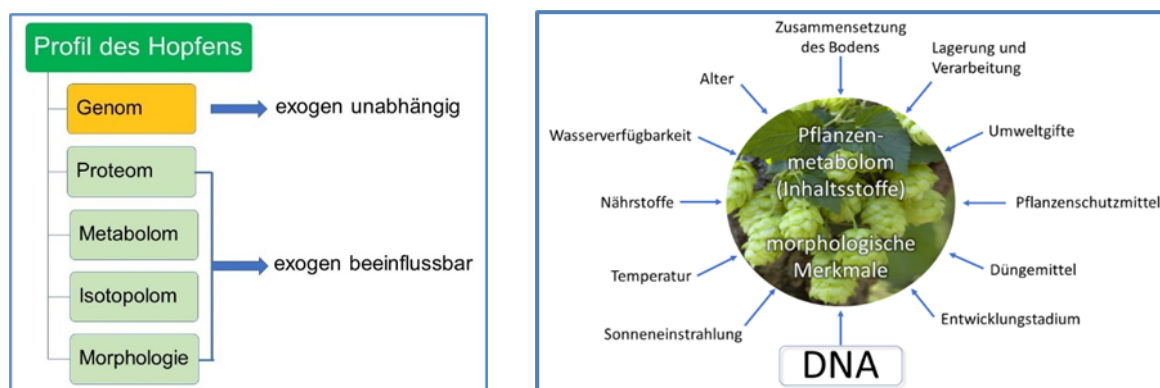 Profil des Hopfens
Genom
exogen unabhängig
Proteom
Metabolom
exogen beeinflussbar
Isotopolom
Morphologie
Zusammensetzung
des Bodens
Lagerung und
Verarbeitung
Alter
Umweltgifte
Wasserverfügbarkeit
Pflanzen-
metabolom
(Inhaltsstoffe)
Nährstoffe
Pflanzenschutzmittel
morphologische
Merkmale
Temperatur
Düngemittel
Sonneneinstrahlung
Entwicklungstadium
DNA